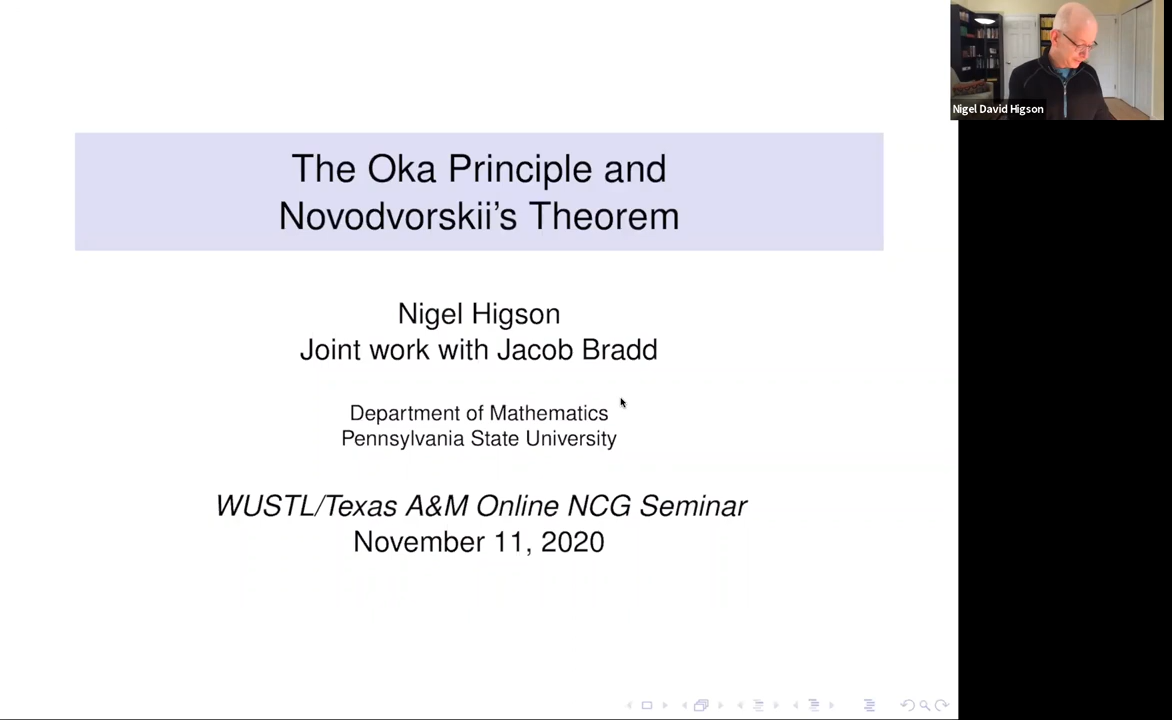 The Oka Principle and
Novodvorskii's Theorem
Nigel Higson
Joint work with Jacob Bradd
Department of Mathematics
Pennsylvania State University
WUSTL/Texas A&M Online NCG Seminar
November 11, 2020
Nigel David Higson